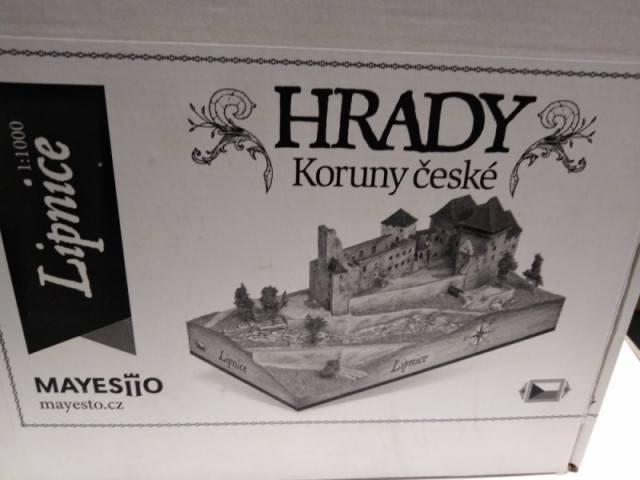 HRADY
Koruny české
1:1000
Lipnice
Lipnice
Lipnice
MAYESTO
mayesto.cz